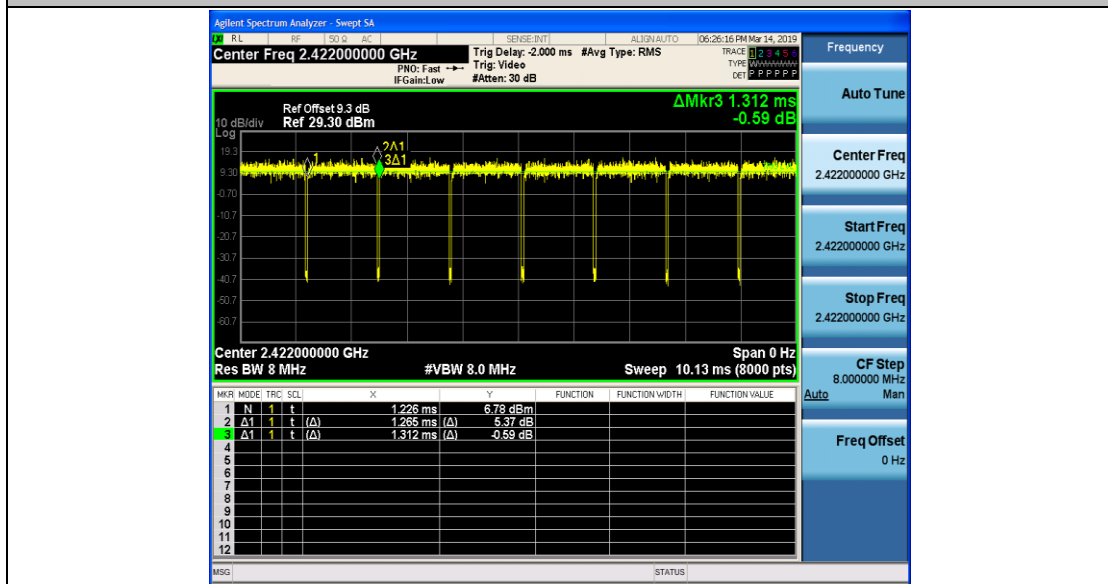 Agilent Spectrum Analyzer - Swept SA
RL RF 50 Ω AC SENSE:INT ALIGN AUTO 06:26:16 PM Mar 14, 2019
Center Freq 2.422000000 GHz
PNO: Fast
IFGain:Low
Trig Delay: -2.000 ms #Avg Type: RMS
Trig: Video
#Atten: 30 dB
TRACE 1 2 3 4 5 6
TYPE
DET P P P P P P
Frequency
Auto Tune
Center Freq
2.422000000 GHz
Start Freq
2.422000000 GHz
Stop Freq
2.422000000 GHz
CF Step
8.000000 MHz
Auto Man
Freq Offset
0 Hz
ΔMkr3 1.312 ms
-0.59 dB
Ref Offset 9.3 dB
10 dB/div Ref 29.30 dBm
Log
19.3
9.30
-0.70
-10.7
-20.7
-30.7
-40.7
-50.7
-60.7
1
2Δ1
3Δ1
Center 2.422000000 GHz Span 0 Hz
Res BW 8 MHz #VBW 8.0 MHz Sweep 10.13 ms (8000 pts)
MKR MODE TRC SCL X Y FUNCTION FUNCTION WIDTH FUNCTION VALUE
1 N 1 t 1.226 ms 6.78 dBm
2 Δ1 1 t (Δ) 1.265 ms (Δ) 5.37 dB
3 Δ1 1 t (Δ) 1.312 ms (Δ) -0.59 dB
4
5
6
7
8
9
10
11
12
MSG STATUS